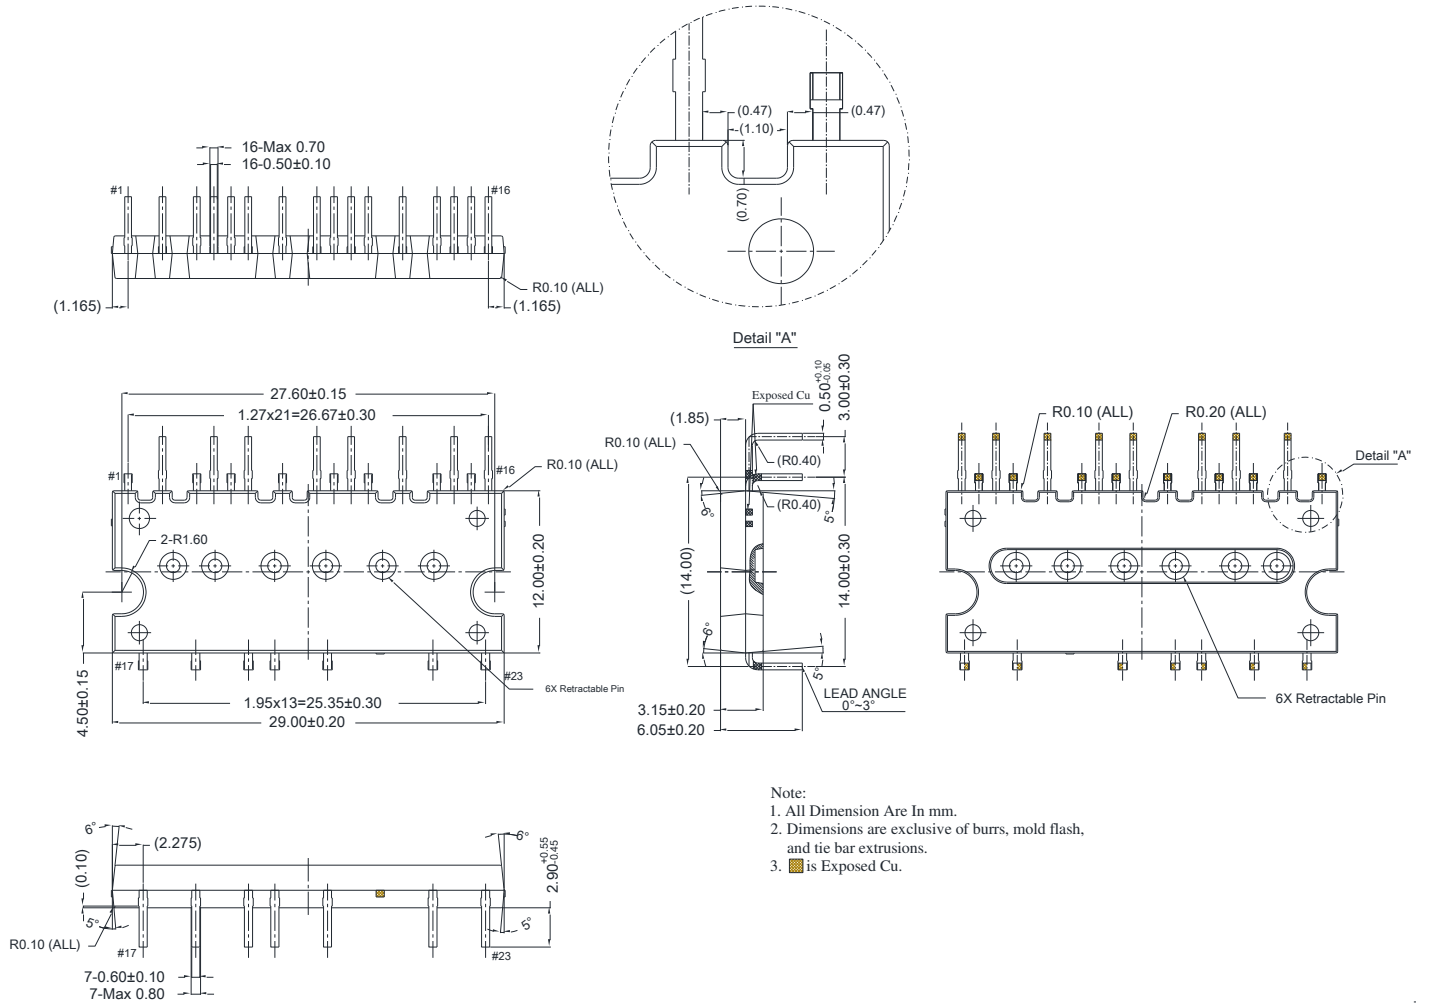 16-Max 0.70
16-0.50±0.10
#1
#16
R0.10 (ALL)
(1.165)
(1.165)
(0.47)
(0.47)
(1.10)
(0.70)
Detail "A"
27.60±0.15
1.27x21=26.67±0.30
#1
#16
R0.10 (ALL)
2-R1.60
12.00±0.20
4.50±0.15
#17
#23
6X Retractable Pin
1.95x13=25.35±0.30
29.00±0.20
Exposed Cu
0.50+0.10-0.05
3.00±0.30
(1.85)
R0.10 (ALL)
(R0.40)
(R0.40)
6°
5°
(14.00)
14.00±0.30
6°
5°
LEAD ANGLE
0°~3°
3.15±0.20
6.05±0.20
R0.10 (ALL)
R0.20 (ALL)
Detail "A"
6X Retractable Pin
Note:
1. All Dimension Are In mm.
2. Dimensions are exclusive of burrs, mold flash,
and tie bar extrusions.
3. is Exposed Cu.
6°
(2.275)
6°
(0.10)
2.90+0.55-0.45
5°
5°
R0.10 (ALL)
#17
#23
7-0.60±0.10
7-Max 0.80